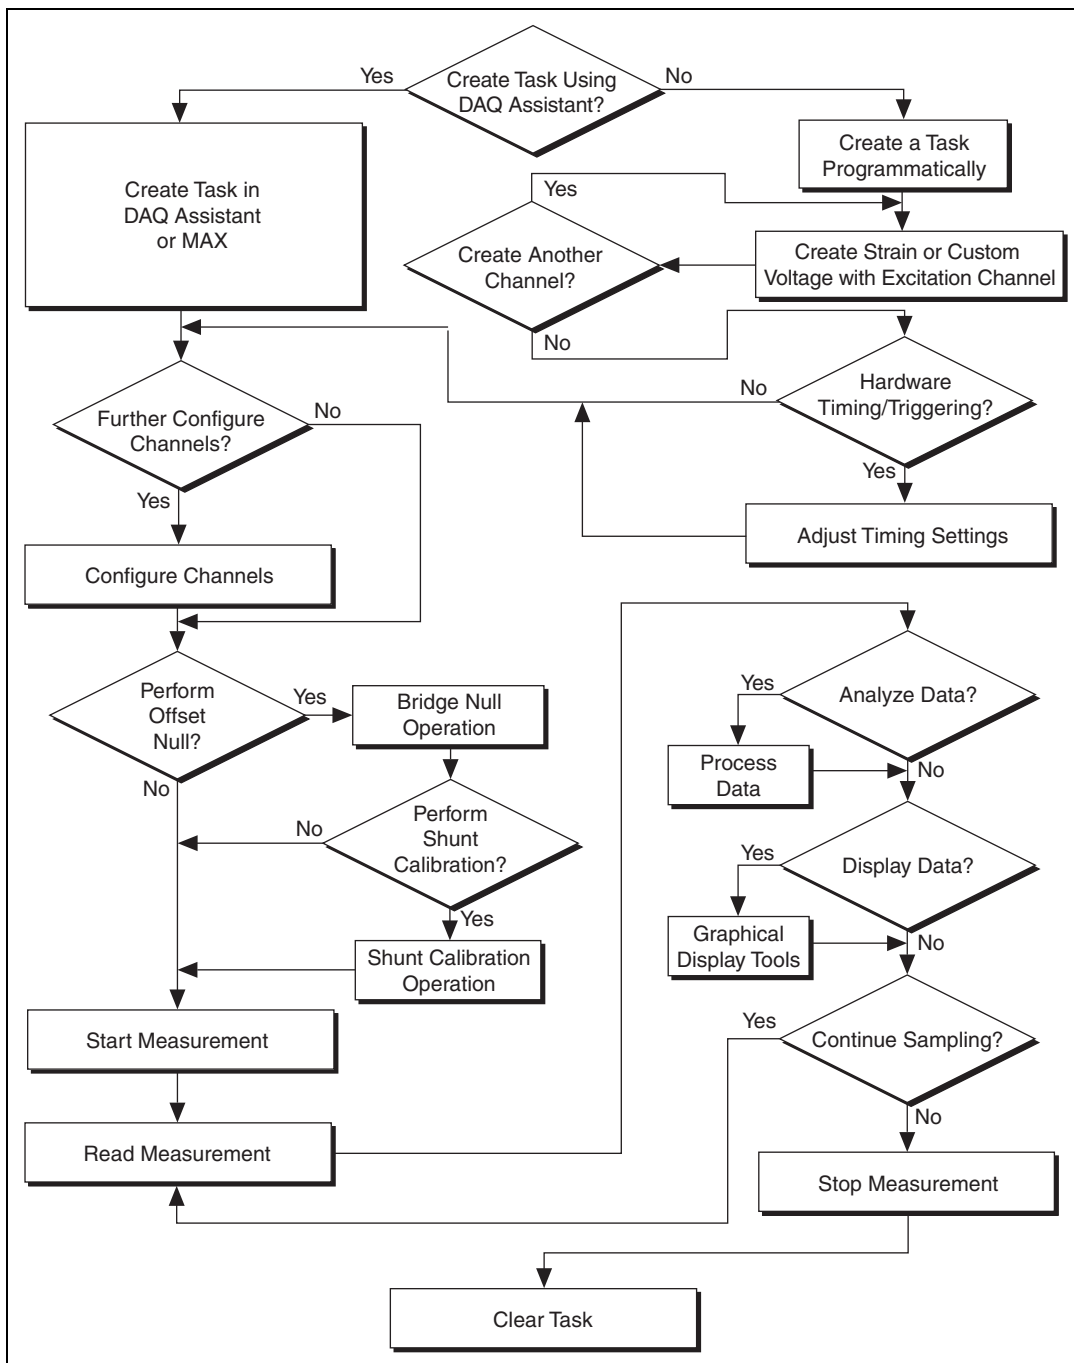 Yes
Create Task Using
DAQ Assistant?
No
Create Task in
DAQ Assistant
or MAX
Create a Task
Programmatically
Yes
Create Another
Channel?
Create Strain or Custom
Voltage with Excitation Channel
No
No
Hardware
Timing/Triggering?
Yes
Adjust Timing Settings
Further Configure
Channels?
No
Yes
Configure Channels
Perform
Offset
Null?
Yes
Bridge Null
Operation
No
No
Perform
Shunt
Calibration?
Yes
Shunt Calibration
Operation
Start Measurement
Read Measurement
Yes
Analyze Data?
Process
Data
No
Yes
Display Data?
Graphical
Display Tools
No
Yes
Continue Sampling?
No
Stop Measurement
Clear Task